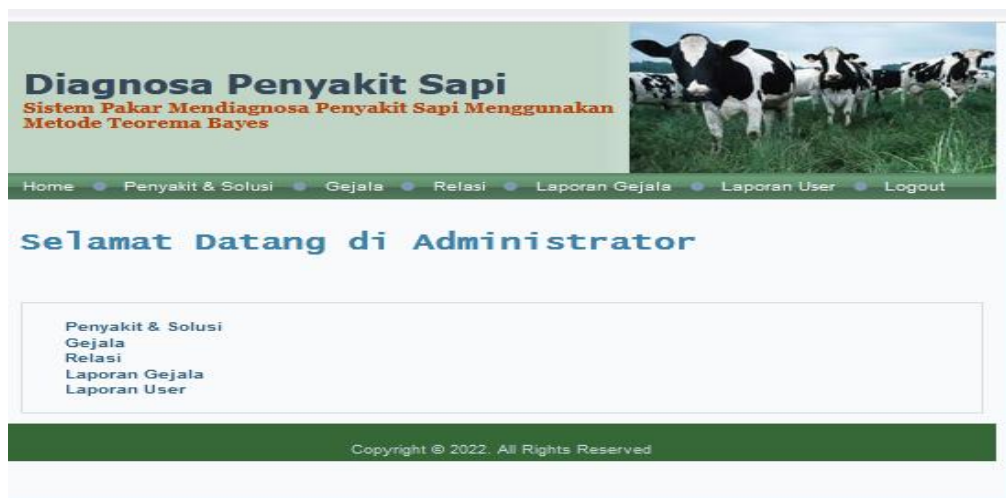 Diagnosa Penyakit Sapi
Sistem Pakar Mendiagnosa Penyakit Sapi Menggunakan
Metode Teorema Bayes
Home Penyakit & Solusi Gejala Relasi Laporan Gejala Laporan User Logout
Selamat Datang di Administrator
Penyakit & Solusi
Gejala
Relasi
Laporan Gejala
Laporan User
Copyright © 2022. All Rights Reserved